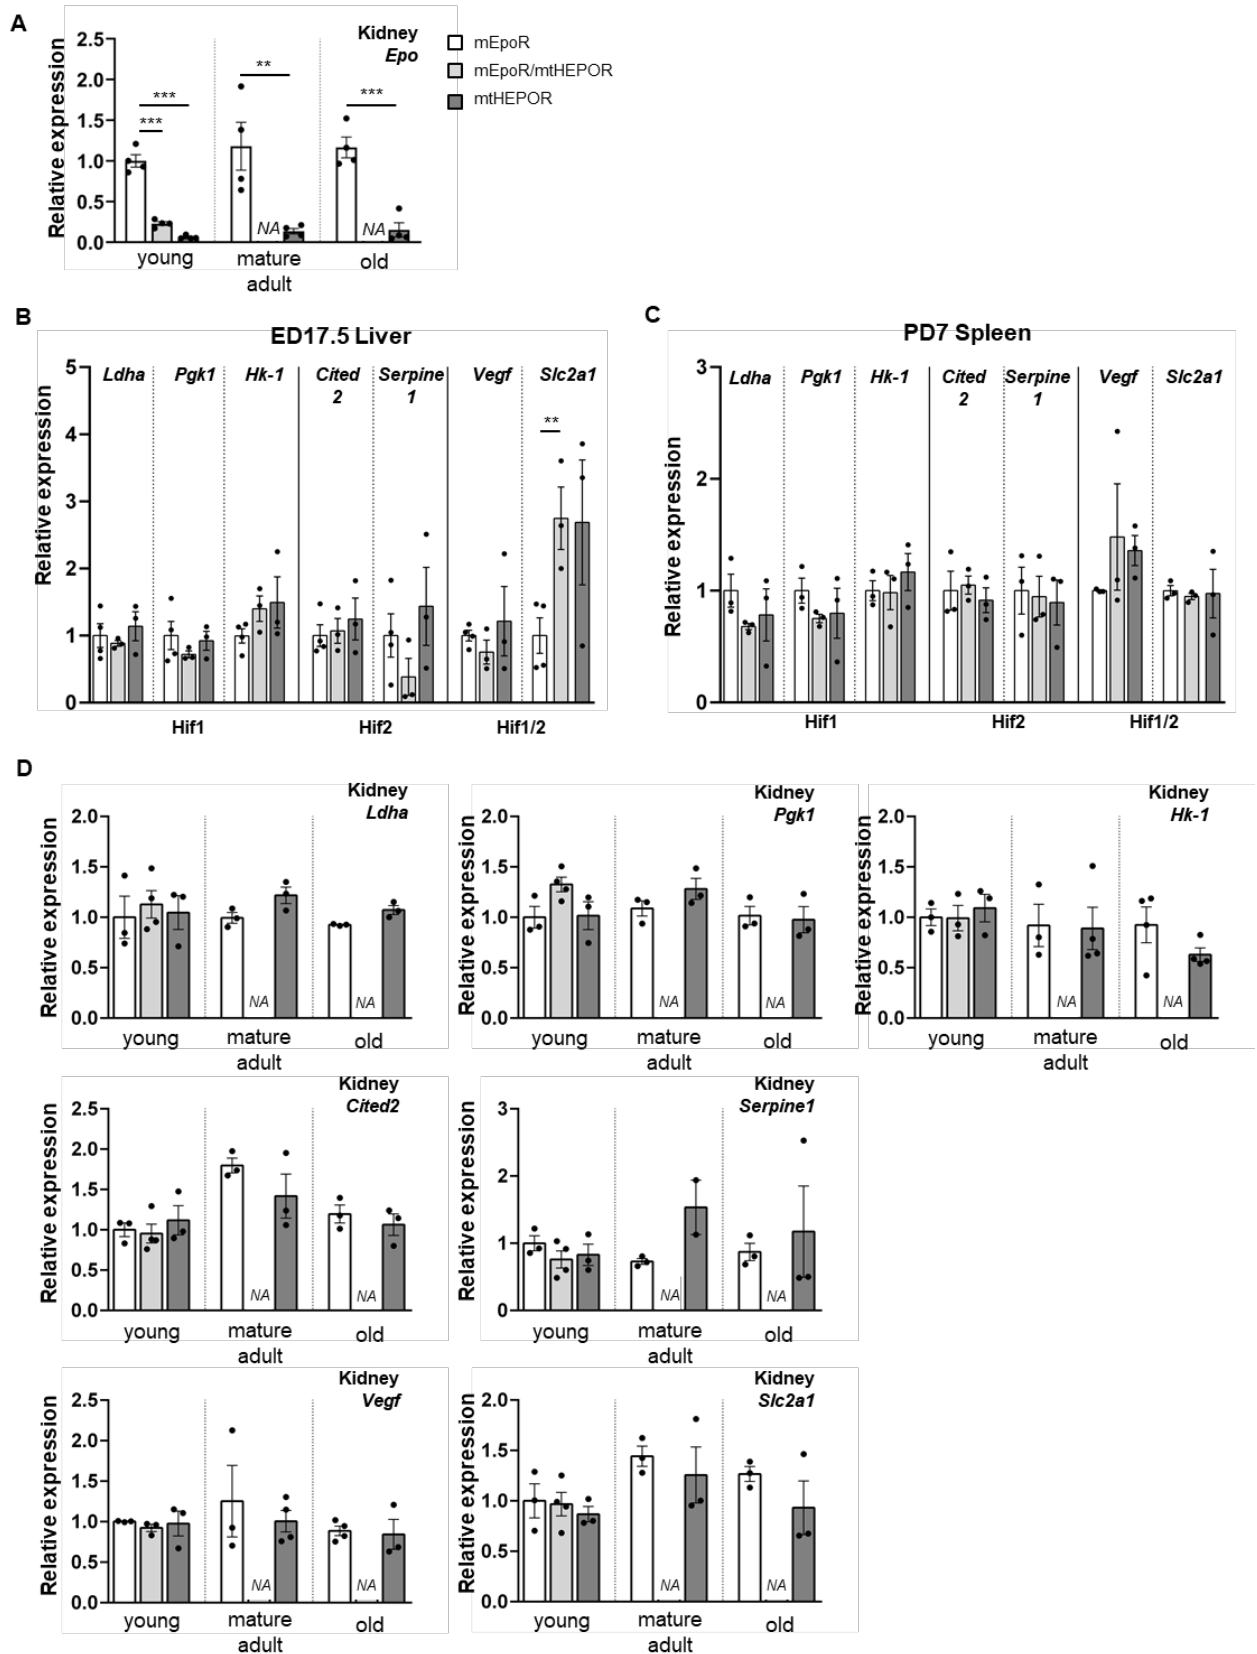 A
Kidney
Epo
Relative expression
2.5
2.0
1.5
1.0
0.5
0.0
**
***
***
***
NA
NA
young
mature
adult
old
mEpoR
mEpoR/mtHEPOR
mtHEPOR
B
ED17.5 Liver
Relative expression
5
4
3
2
1
0
Ldha
Pgk1
Hk-1
Cited
2
Serpine
1
Vegf
Slc2a1
**
Hif1
Hif2
Hif1/2
C
PD7 Spleen
Relative expression
3
2
1
0
Ldha
Pgk1
Hk-1
Cited
2
Serpine
1
Vegf
Slc2a1
Hif1
Hif2
Hif1/2
D
Kidney
Ldha
Relative expression
2.0
1.5
1.0
0.5
0.0
NA
NA
young
mature
adult
old
Kidney
Pgk1
Relative expression
2.0
1.5
1.0
0.5
0.0
NA
NA
young
mature
adult
old
Kidney
Hk-1
Relative expression
2.0
1.5
1.0
0.5
0.0
NA
NA
young
mature
adult
old
Kidney
Cited2
Relative expression
2.5
2.0
1.5
1.0
0.5
0.0
NA
NA
young
mature
adult
old
Kidney
Serpine1
Relative expression
3
2
1
0
NA
NA
young
mature
adult
old
Kidney
Vegf
Relative expression
2.5
2.0
1.5
1.0
0.5
0.0
NA
NA
young
mature
adult
old
Kidney
Slc2a1
Relative expression
2.0
1.5
1.0
0.5
0.0
NA
NA
young
mature
adult
old